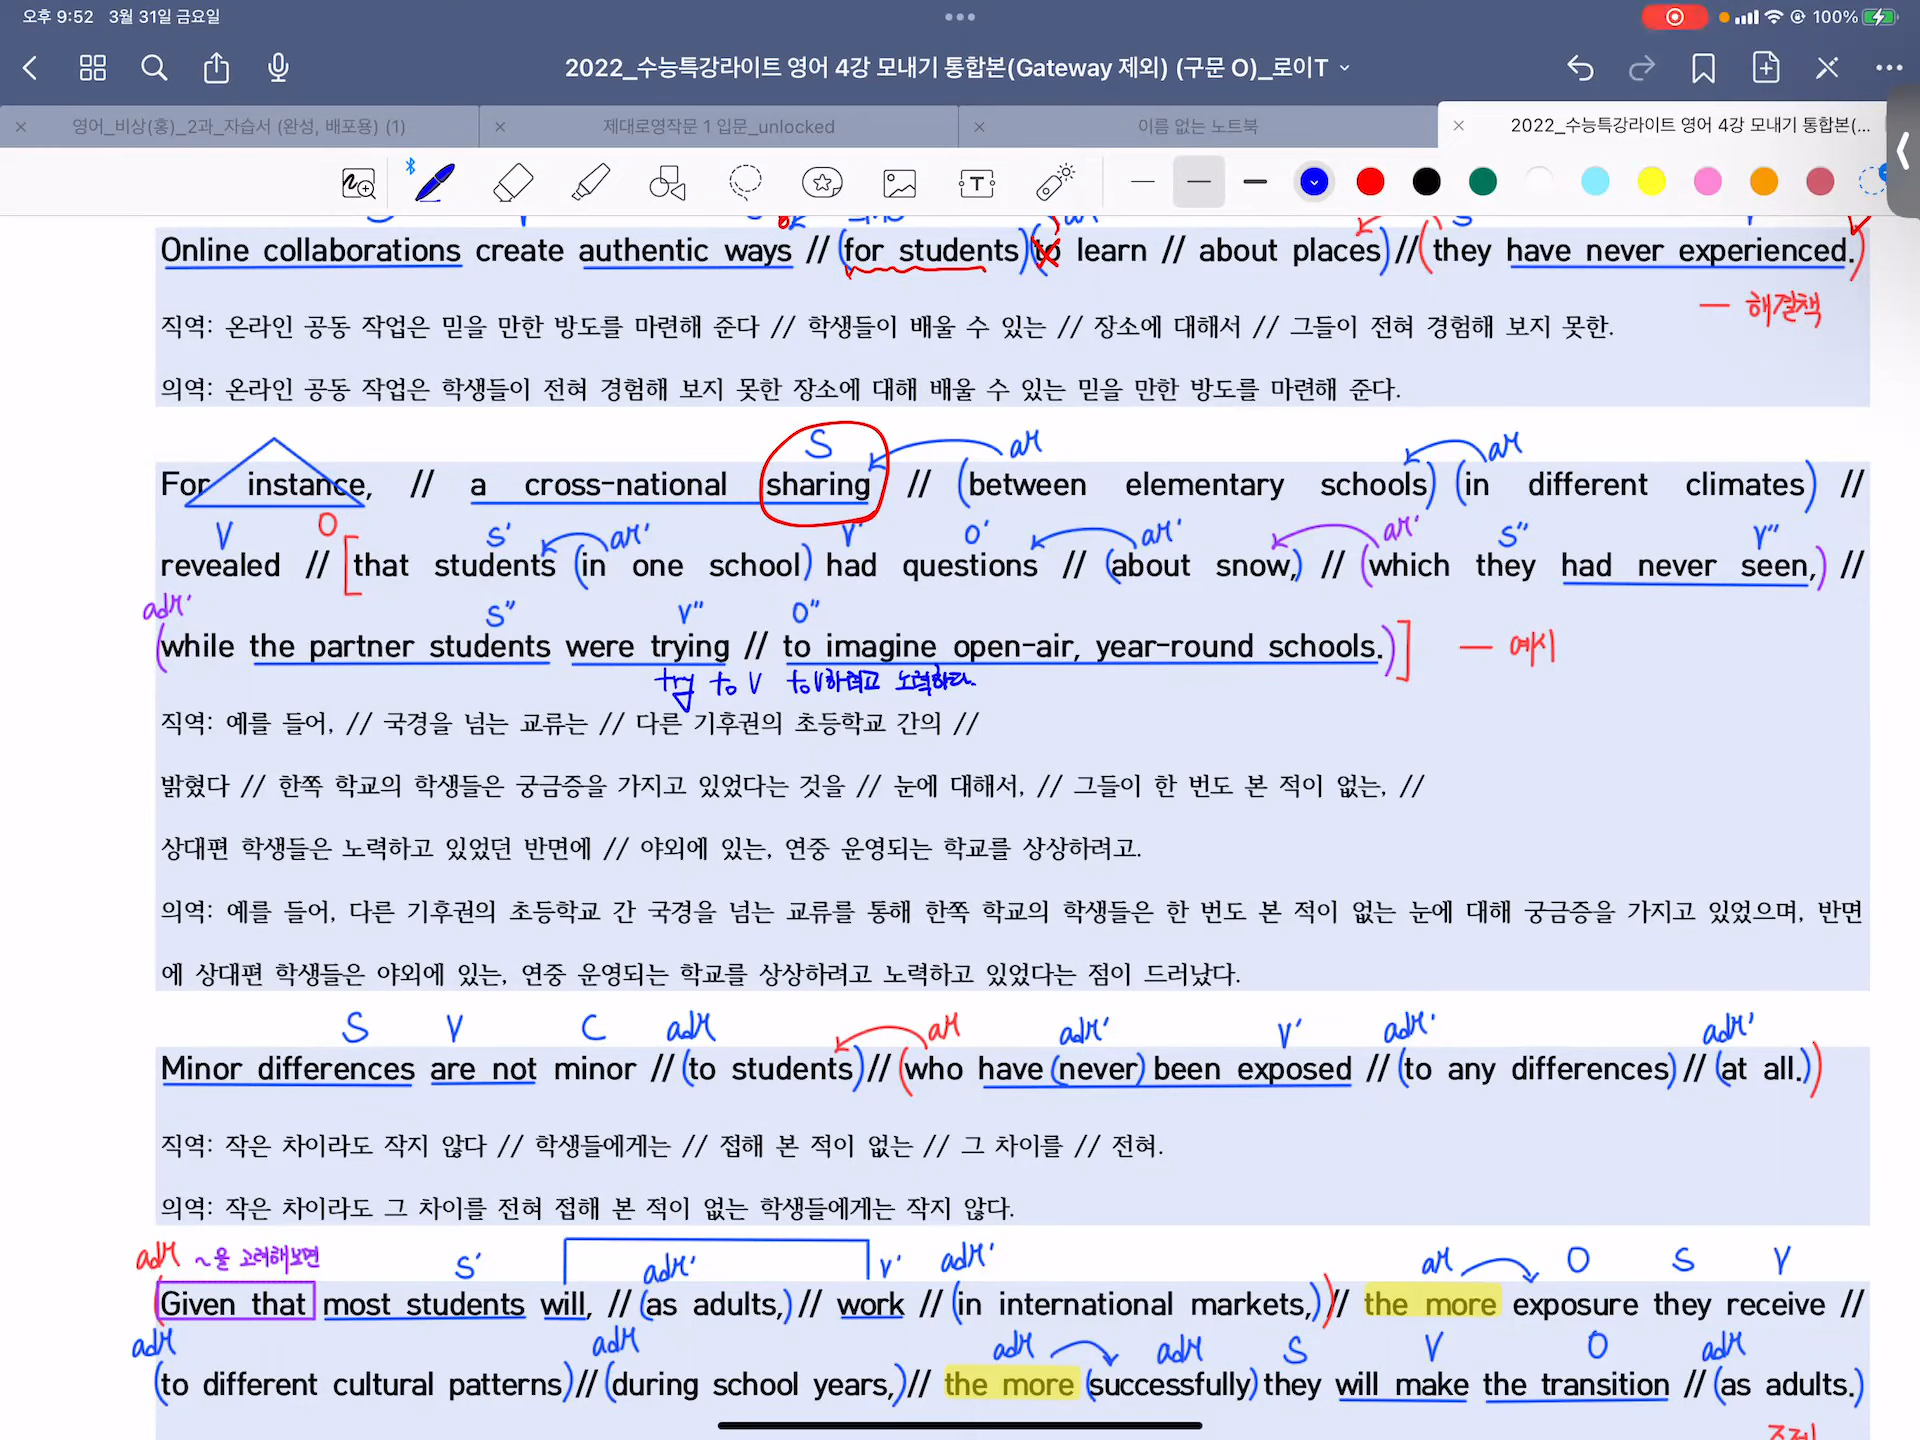 오후 9:52 3월 31일 금요일 100%
2022_수능특강라이트 영어 4강 모내기 통합본(Gateway 제외) (구문 O)_로이T
영어_비상(홍)_2과_자습서 (완성, 배포용) (1) 제대로영작문 1 입문_unlocked 이름 없는 노트북 2022_수능특강라이트 영어 4강 모내기 통합본(...
Online collaborations create authentic ways // (for students)(to learn // about places) // (they have never experienced.)
— 해결책
직역: 온라인 공동 작업은 믿을 만한 방도를 마련해 준다 // 학생들이 배울 수 있는 // 장소에 대해서 // 그들이 전혀 경험해 보지 못한.
의역: 온라인 공동 작업은 학생들이 전혀 경험해 보지 못한 장소에 대해 배울 수 있는 믿을 만한 방도를 마련해 준다.
S
For instance, // a cross-national sharing // (between elementary schools) (in different climates) //
V O S' V' O' S" V"
revealed // [that students (in one school) had questions // (about snow,) // (which they had never seen,) //
S" V" O"
(while the partner students were trying // to imagine open-air, year-round schools.)] — 예시
try to V to V하려고 노력하다.
직역: 예를 들어, // 국경을 넘는 교류는 // 다른 기후권의 초등학교 간의 //
밝혔다 // 한쪽 학교의 학생들은 궁금증을 가지고 있었다는 것을 // 눈에 대해서, // 그들이 한 번도 본 적이 없는, //
상대편 학생들은 노력하고 있었던 반면에 // 야외에 있는, 연중 운영되는 학교를 상상하려고.
의역: 예를 들어, 다른 기후권의 초등학교 간 국경을 넘는 교류를 통해 한쪽 학교의 학생들은 한 번도 본 적이 없는 눈에 대해 궁금증을 가지고 있었으며, 반면
에 상대편 학생들은 야외에 있는, 연중 운영되는 학교를 상상하려고 노력하고 있었다는 점이 드러났다.
S V C V'
Minor differences are not minor // (to students) // (who have (never) been exposed // (to any differences) // (at all.))
직역: 작은 차이라도 작지 않다 // 학생들에게는 // 접해 본 적이 없는 // 그 차이를 // 전혀.
의역: 작은 차이라도 그 차이를 전혀 접해 본 적이 없는 학생들에게는 작지 않다.
~을 고려해보면 S' V' O S V
(Given that most students will, // (as adults,) // work // (in international markets,)) // the more exposure they receive //
S V O
(to different cultural patterns) // (during school years,) // the more (successfully) they will make the transition // (as adults.)